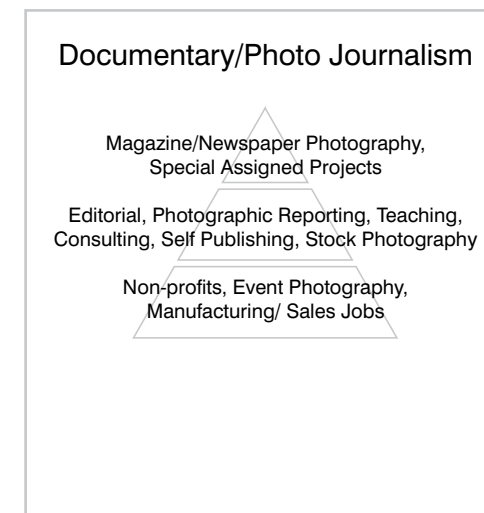 Documentary/Photo Journalism
Magazine/Newspaper Photography,
Special Assigned Projects
Editorial, Photographic Reporting, Teaching,
Consulting, Self Publishing, Stock Photography
Non-profits, Event Photography,
Manufacturing/ Sales Jobs